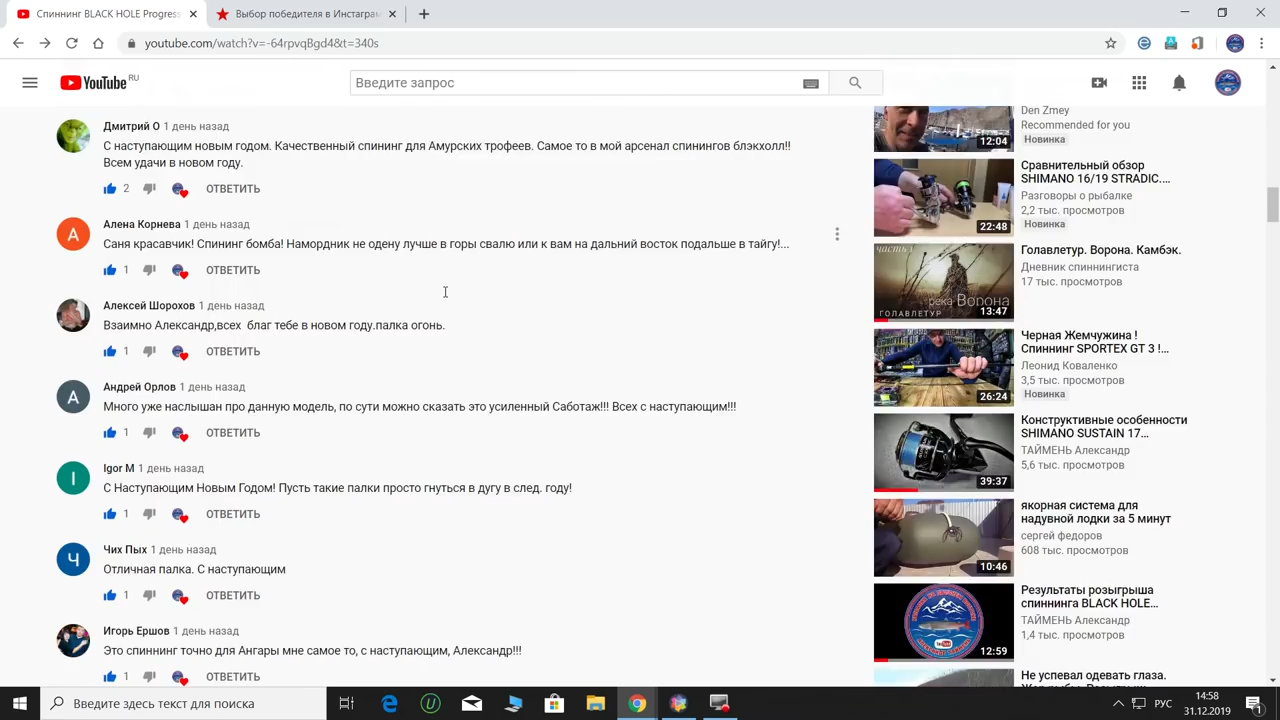 Спиннинг BLACK HOLE Progress
Выбор победителя в Инстаграм
youtube.com/watch?v=-64rpvqBgd4&t=340s
YouTube RU
Введите запрос
Дмитрий О 1 день назад
С наступающим новым годом. Качественный спининг для Амурских трофеев. Самое то в мой арсенал спинингов блэкхолл!!
Всем удачи в новом году.
2 ОТВЕТИТЬ
А
Алена Корнева 1 день назад
Саня красавчик! Спининг бомба! Намордник не одену лучше в горы свалю или к вам на дальний восток подальше в тайгу!...
1 ОТВЕТИТЬ
Алексей Шорохов 1 день назад
Взаимно Александр,всех благ тебе в новом году.палка огонь.
1 ОТВЕТИТЬ
А
Андрей Орлов 1 день назад
Много уже наслышан про данную модель, по сути можно сказать это усиленный Саботаж!!! Всех с наступающим!!!
1 ОТВЕТИТЬ
I
Igor M 1 день назад
С Наступающим Новым Годом! Пусть такие палки просто гнуться в дугу в след. году!
1 ОТВЕТИТЬ
Ч
Чих Пых 1 день назад
Отличная палка. С наступающим
1 ОТВЕТИТЬ
Игорь Ершов 1 день назад
Это спиннинг точно для Ангары мне самое то, с наступающим, Александр!!!
1 ОТВЕТИТЬ
Den Zmey
Recommended for you
Новинка
12:04
Сравнительный обзор
SHIMANO 16/19 STRADIC....
Разговоры о рыбалке
2,2 тыс. просмотров
Новинка
22:48
Голавлетур. Ворона. Камбэк.
Дневник спиннингиста
17 тыс. просмотров
часть 1
река Ворона
ГОЛАВЛЕТУР
13:47
Черная Жемчужина !
Спиннинг SPORTEX GT 3 !...
Леонид Коваленко
3,5 тыс. просмотров
Новинка
26:24
Конструктивные особенности
SHIMANO SUSTAIN 17...
ТАЙМЕНЬ Александр
5,6 тыс. просмотров
39:37
якорная система для
надувной лодки за 5 минут
сергей федоров
608 тыс. просмотров
10:46
Результаты розыгрыша
спиннинга BLACK HOLE...
ТАЙМЕНЬ Александр
1,4 тыс. просмотров
12:59
Не успевал одевать глаза.
Введите здесь текст для поиска
РУС
14:58
31.12.2019
1